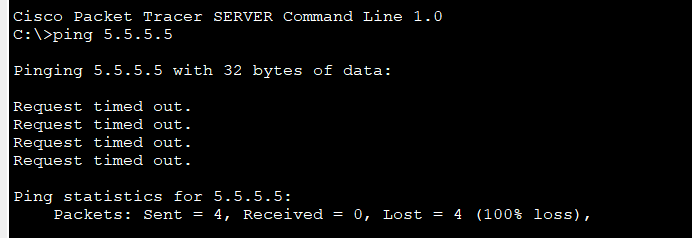 Cisco Packet Tracer SERVER Command Line 1.0
C:\>ping 5.5.5.5
Pinging 5.5.5.5 with 32 bytes of data:
Request timed out.
Request timed out.
Request timed out.
Request timed out.
Ping statistics for 5.5.5.5:
    Packets: Sent = 4, Received = 0, Lost = 4 (100% loss),